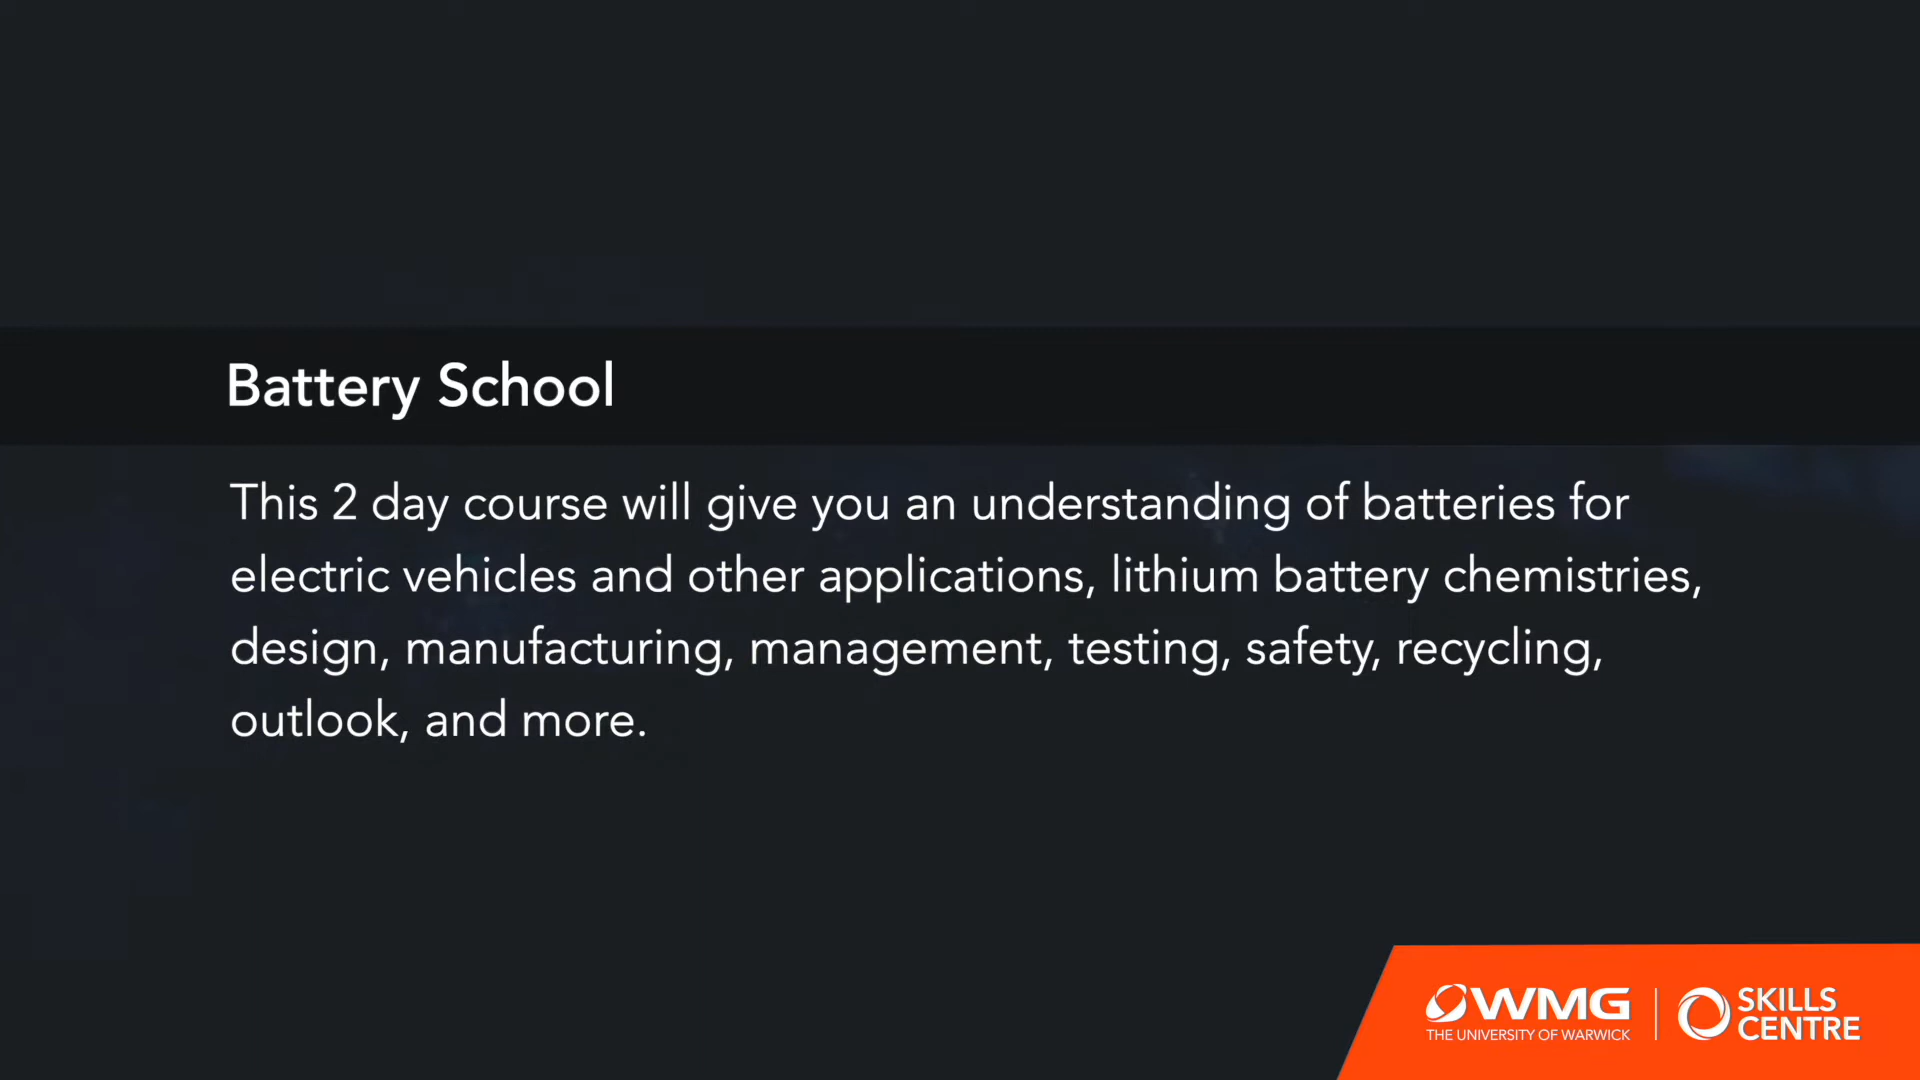 Battery School
This 2 day course will give you an understanding of batteries for
electric vehicles and other applications, lithium battery chemistries,
design, manufacturing, management, testing, safety, recycling,
outlook, and more.
WMG
THE UNIVERSITY OF WARWICK
SKILLS
CENTRE